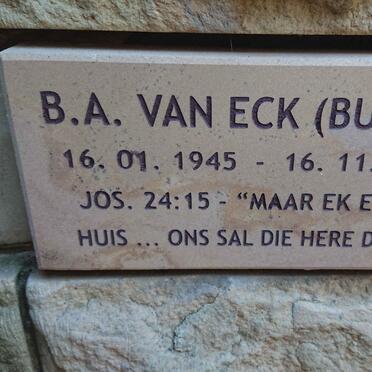 B.A. VAN ECK (BU
16. 01. 1945 - 16. 11.
JOS. 24:15 - "MAAR EK E
HUIS ... ONS SAL DIE HERE D